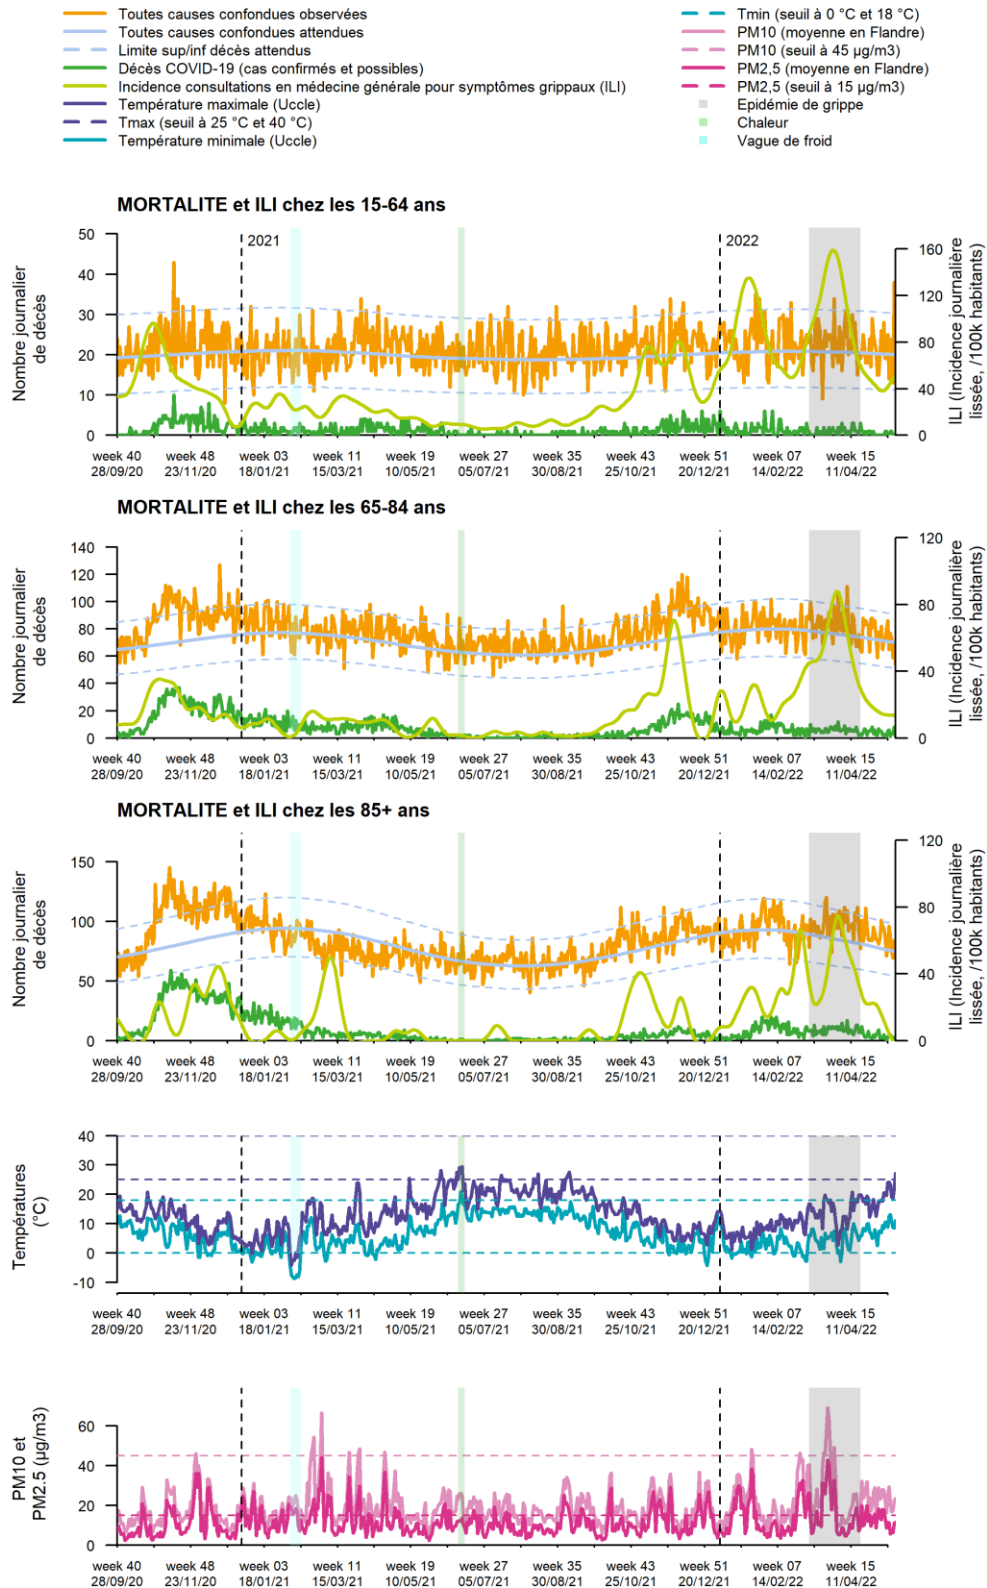 Toutes causes confondues observées
Toutes causes confondues attendues
Limite sup/inf décès attendus
Décès COVID-19 (cas confirmés et possibles)
Incidence consultations en médecine générale pour symptômes grippaux (ILI)
Température maximale (Uccle)
Tmax (seuil à 25 °C et 40 °C)
Température minimale (Uccle)
Tmin (seuil à 0 °C et 18 °C)
PM10 (moyenne en Flandre)
PM10 (seuil à 45 µg/m3)
PM2,5 (moyenne en Flandre)
PM2,5 (seuil à 15 µg/m3)
Epidémie de grippe
Chaleur
Vague de froid
MORTALITE et ILI chez les 15-64 ans
Nombre journalier
de décès
50
40
30
20
10
0
2021
2022
160
120
80
40
0
ILI (Incidence journalière
lissée, /100k habitants)
week 40 week 48 week 03 week 11 week 19 week 27 week 35 week 43 week 51 week 07 week 15
28/09/20 23/11/20 18/01/21 15/03/21 10/05/21 05/07/21 30/08/21 25/10/21 20/12/21 14/02/22 11/04/22
MORTALITE et ILI chez les 65-84 ans
Nombre journalier
de décès
140
120
100
80
60
40
20
0
120
80
40
0
ILI (Incidence journalière
lissée, /100k habitants)
week 40 week 48 week 03 week 11 week 19 week 27 week 35 week 43 week 51 week 07 week 15
28/09/20 23/11/20 18/01/21 15/03/21 10/05/21 05/07/21 30/08/21 25/10/21 20/12/21 14/02/22 11/04/22
MORTALITE et ILI chez les 85+ ans
Nombre journalier
de décès
150
100
50
0
120
80
40
0
ILI (Incidence journalière
lissée, /100k habitants)
week 40 week 48 week 03 week 11 week 19 week 27 week 35 week 43 week 51 week 07 week 15
28/09/20 23/11/20 18/01/21 15/03/21 10/05/21 05/07/21 30/08/21 25/10/21 20/12/21 14/02/22 11/04/22
Températures
(°C)
40
30
20
10
0
-10
week 40 week 48 week 03 week 11 week 19 week 27 week 35 week 43 week 51 week 07 week 15
28/09/20 23/11/20 18/01/21 15/03/21 10/05/21 05/07/21 30/08/21 25/10/21 20/12/21 14/02/22 11/04/22
PM10 et
PM2.5 (µg/m3)
60
40
20
0
week 40 week 48 week 03 week 11 week 19 week 27 week 35 week 43 week 51 week 07 week 15
28/09/20 23/11/20 18/01/21 15/03/21 10/05/21 05/07/21 30/08/21 25/10/21 20/12/21 14/02/22 11/04/22